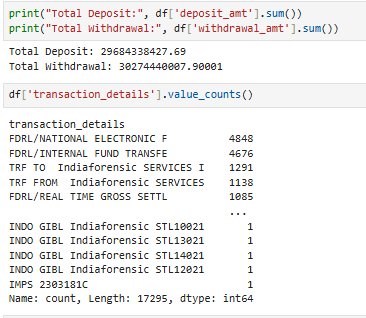 print("Total Deposit:", df['deposit_amt'].sum())
print("Total Withdrawal:", df['withdrawal_amt'].sum())
Total Deposit: 29684338427.69
Total Withdrawal: 30274440007.90001
df['transaction_details'].value_counts()
transaction_details
FDRL/NATIONAL ELECTRONIC F 4848
FDRL/INTERNAL FUND TRANSFE 4676
TRF TO  Indiaforensic SERVICES I 1291
TRF FROM  Indiaforensic SERVICES 1138
FDRL/REAL TIME GROSS SETTL 1085
...
INDO GIBL Indiaforensic STL10021 1
INDO GIBL Indiaforensic STL13021 1
INDO GIBL Indiaforensic STL14021 1
INDO GIBL Indiaforensic STL12021 1
IMPS 2303181C 1
Name: count, Length: 17295, dtype: int64